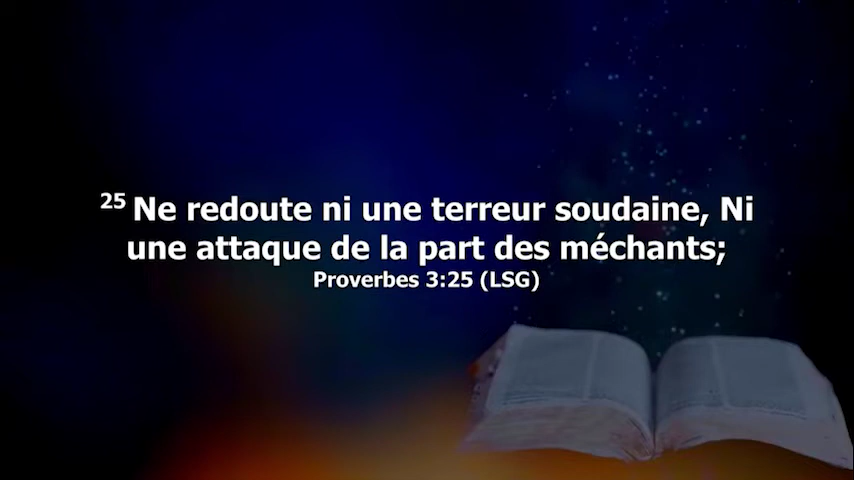 25 Ne redoute ni une terreur soudaine, Ni
une attaque de la part des méchants;
Proverbes 3:25 (LSG)